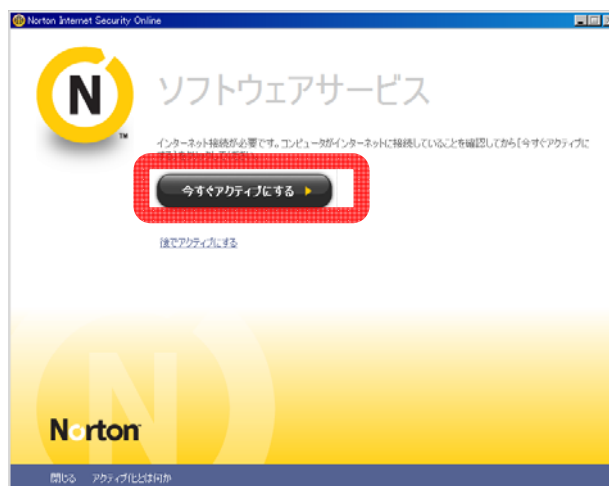 Norton Internet Security Online
N
TM
ソフトウェアサービス
インターネット接続が必要です。コンピュータがインターネットに接続していることを確認してから[今すぐアクティブに
今すぐアクティブにする
後でアクティブにする
Norton
閉じる アクティブ化とは何か